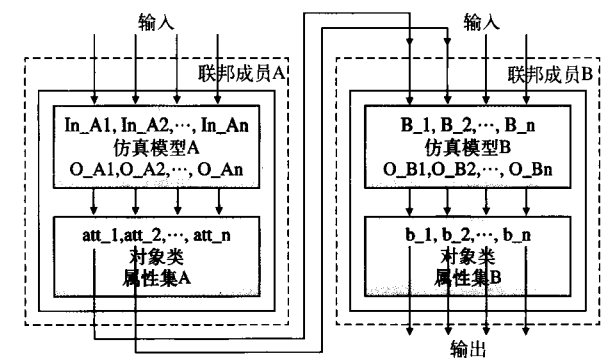 输入
联邦成员A
In_A1, In_A2,…, In_An
仿真模型A
O_A1,O_A2,…, O_An
att_1,att_2,…, att_n
对象类
属性集A
输入
联邦成员B
B_1, B_2,…, B_n
仿真模型B
O_B1,O_B2,…, O_Bn
b_1, b_2,…, b_n
对象类
属性集B
输出